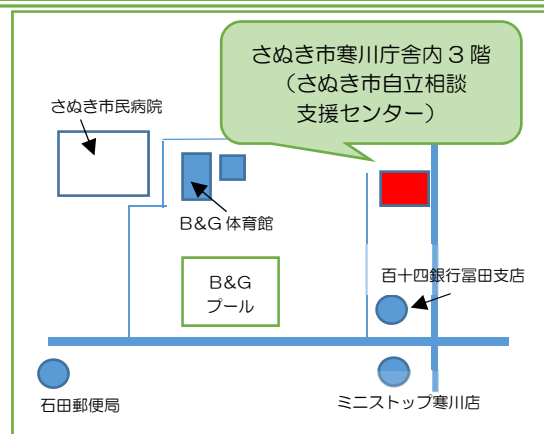 さぬき市寒川庁舎内3階
（さぬき市自立相談
支援センター）
さぬき市民病院
B&G体育館
B&G
プール
百十四銀行冨田支店
石田郵便局
ミニストップ寒川店